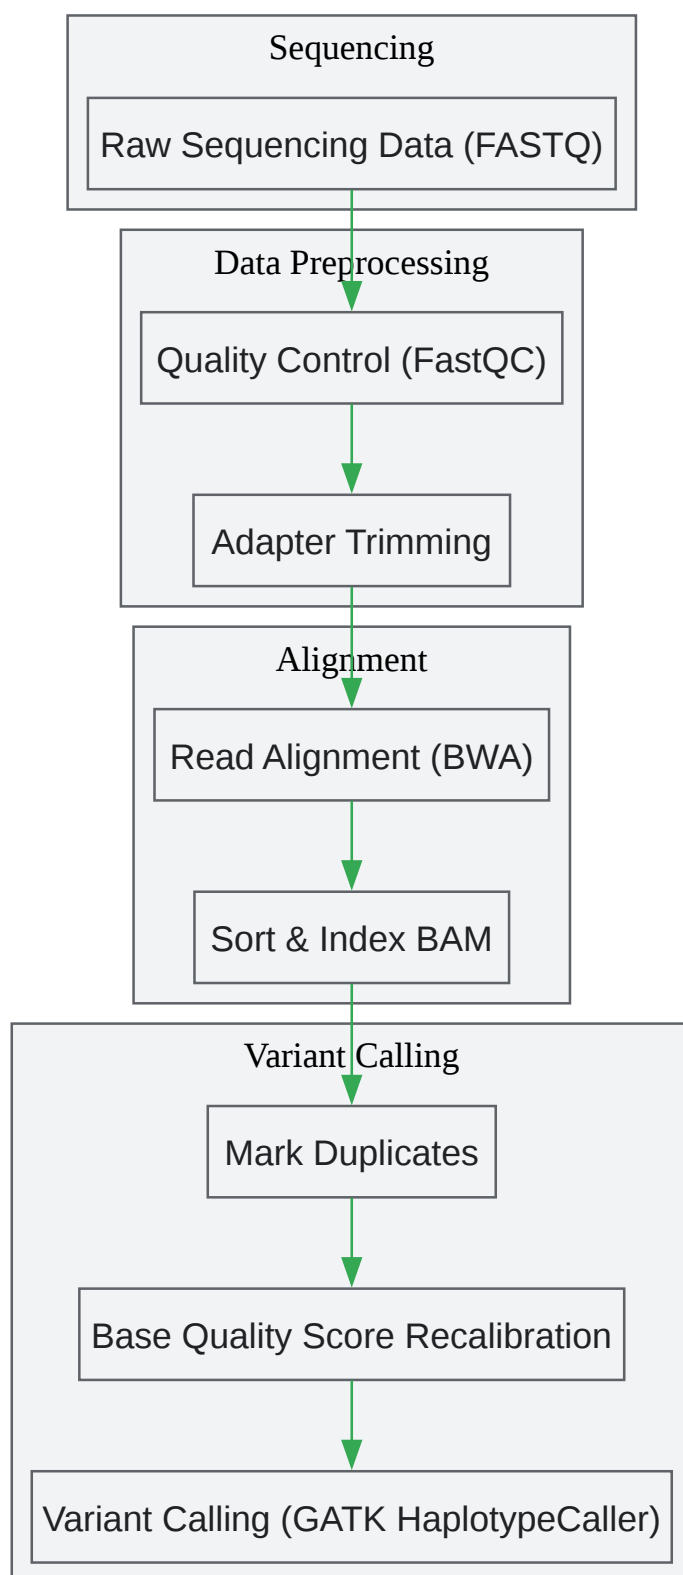 Sequencing
Raw Sequencing Data (FASTQ)
Data Preprocessing
Quality Control (FastQC)
Adapter Trimming
Alignment
Read Alignment (BWA)
Sort & Index BAM
Variant Calling
Mark Duplicates
Base Quality Score Recalibration
Variant Calling (GATK HaplotypeCaller)